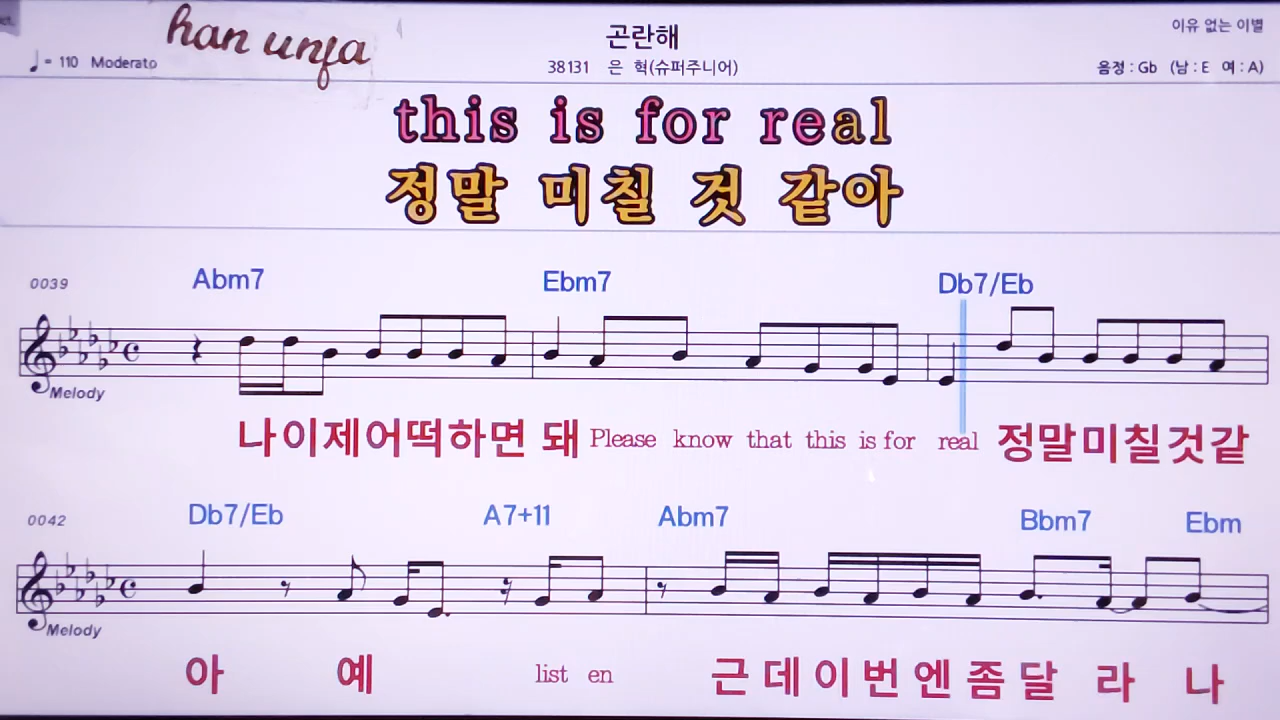 han unfa
곤란해
이유 없는 이별
♩= 110 Moderato
38131 은 혁(슈퍼주니어)
음정 : Gb (남 : E 여 : A)
this is for real
정말 미칠 것 같아
0039 Abm7 Ebm7 Db7/Eb
Melody
나이제어떡하면 돼 Please know that this is for real 정말미칠것같
0042 Db7/Eb A7+11 Abm7 Bbm7 Ebm
Melody
아 예 list en 근데이번엔좀달 라 나